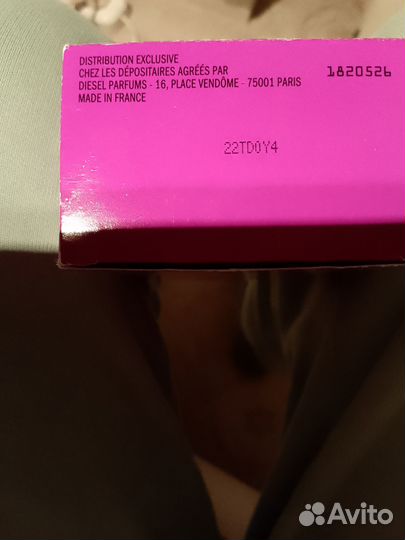 DISTRIBUTION EXCLUSIVE
CHEZ LES DÉPOSITAIRES AGRÉÉS PAR
DIESEL PARFUMS - 16, PLACE VENDÔME - 75001 PARIS
MADE IN FRANCE
1820526
22TD0Y4
Avito